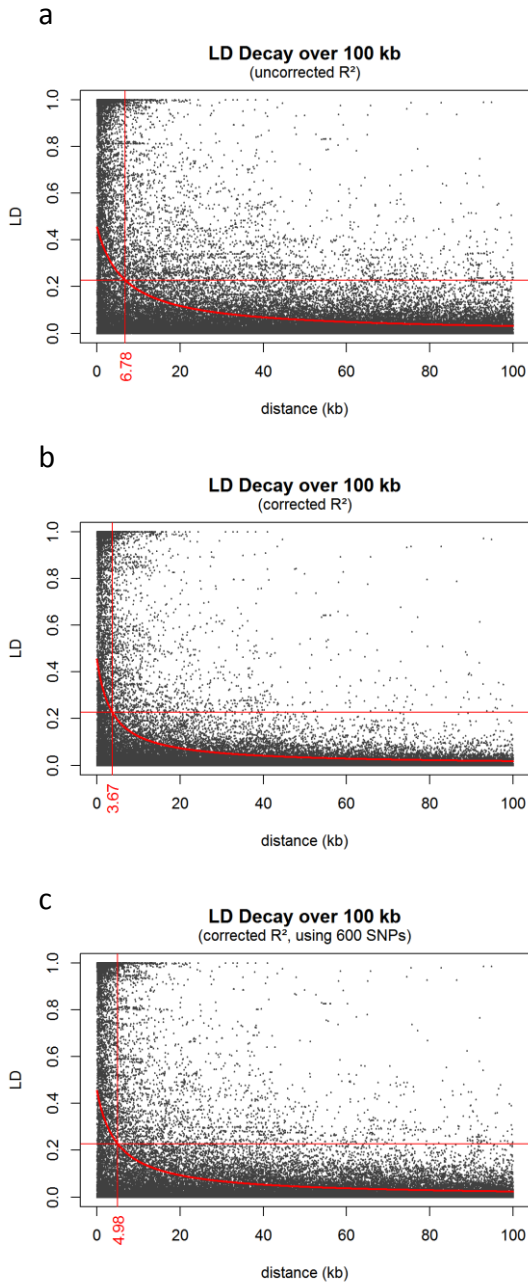 a
LD Decay over 100 kb
(uncorrected R²)
LD
1.0
0.8
0.6
0.4
0.2
0.0
0 20 40 60 80 100
6.78
distance (kb)
b
LD Decay over 100 kb
(corrected R²)
LD
1.0
0.8
0.6
0.4
0.2
0.0
0 20 40 60 80 100
3.67
distance (kb)
c
LD Decay over 100 kb
(corrected R², using 600 SNPs)
LD
1.0
0.8
0.6
0.4
0.2
0.0
0 20 40 60 80 100
4.98
distance (kb)